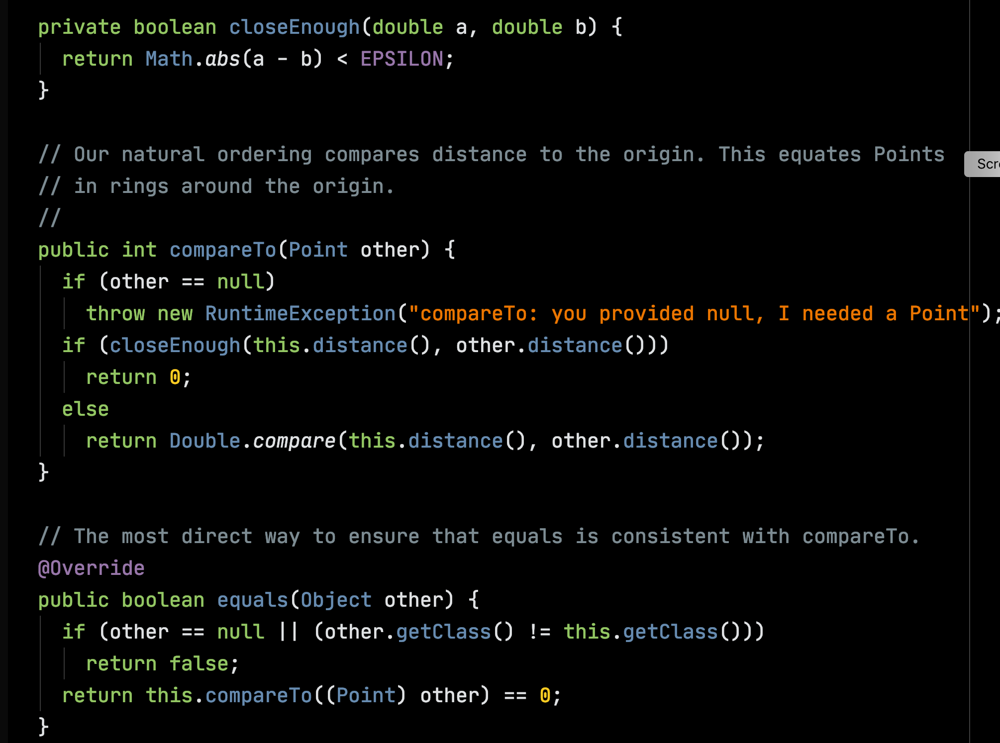 private boolean closeEnough(double a, double b) {
return Math.abs(a - b) < EPSILON;
}
// Our natural ordering compares distance to the origin. This equates Points
// in rings around the origin.
//
public int compareTo(Point other) {
if (other == null)
throw new RuntimeException("compareTo: you provided null, I needed a Point");
if (closeEnough(this.distance(), other.distance()))
return 0;
else
return Double.compare(this.distance(), other.distance());
}
// The most direct way to ensure that equals is consistent with compareTo.
@Override
public boolean equals(Object other) {
if (other == null || (other.getClass() != this.getClass()))
return false;
return this.compareTo((Point) other) == 0;
}